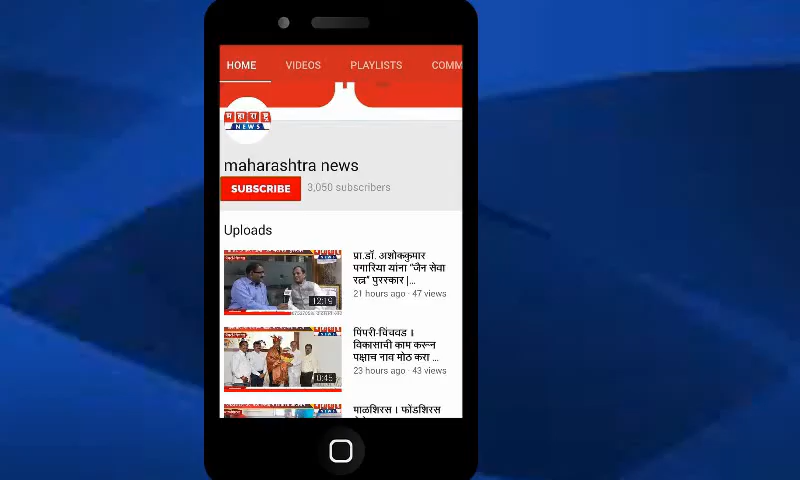 HOME VIDEOS PLAYLISTS COMM
महाराष्ट्र
NEWS
maharashtra news
SUBSCRIBE 3,050 subscribers
Uploads
प्रा.डॉ. अशोककुमार
पगारिया यांना "जैन सेवा
रत्न" पुररकार |...
21 hours ago · 47 views
12:19
पिंपरी-चिंचवड ।
विकासाची काम करून
पक्षाच नाव मोठ करा ...
23 hours ago · 43 views
0:45
माळशिरस । फोंडशिरस